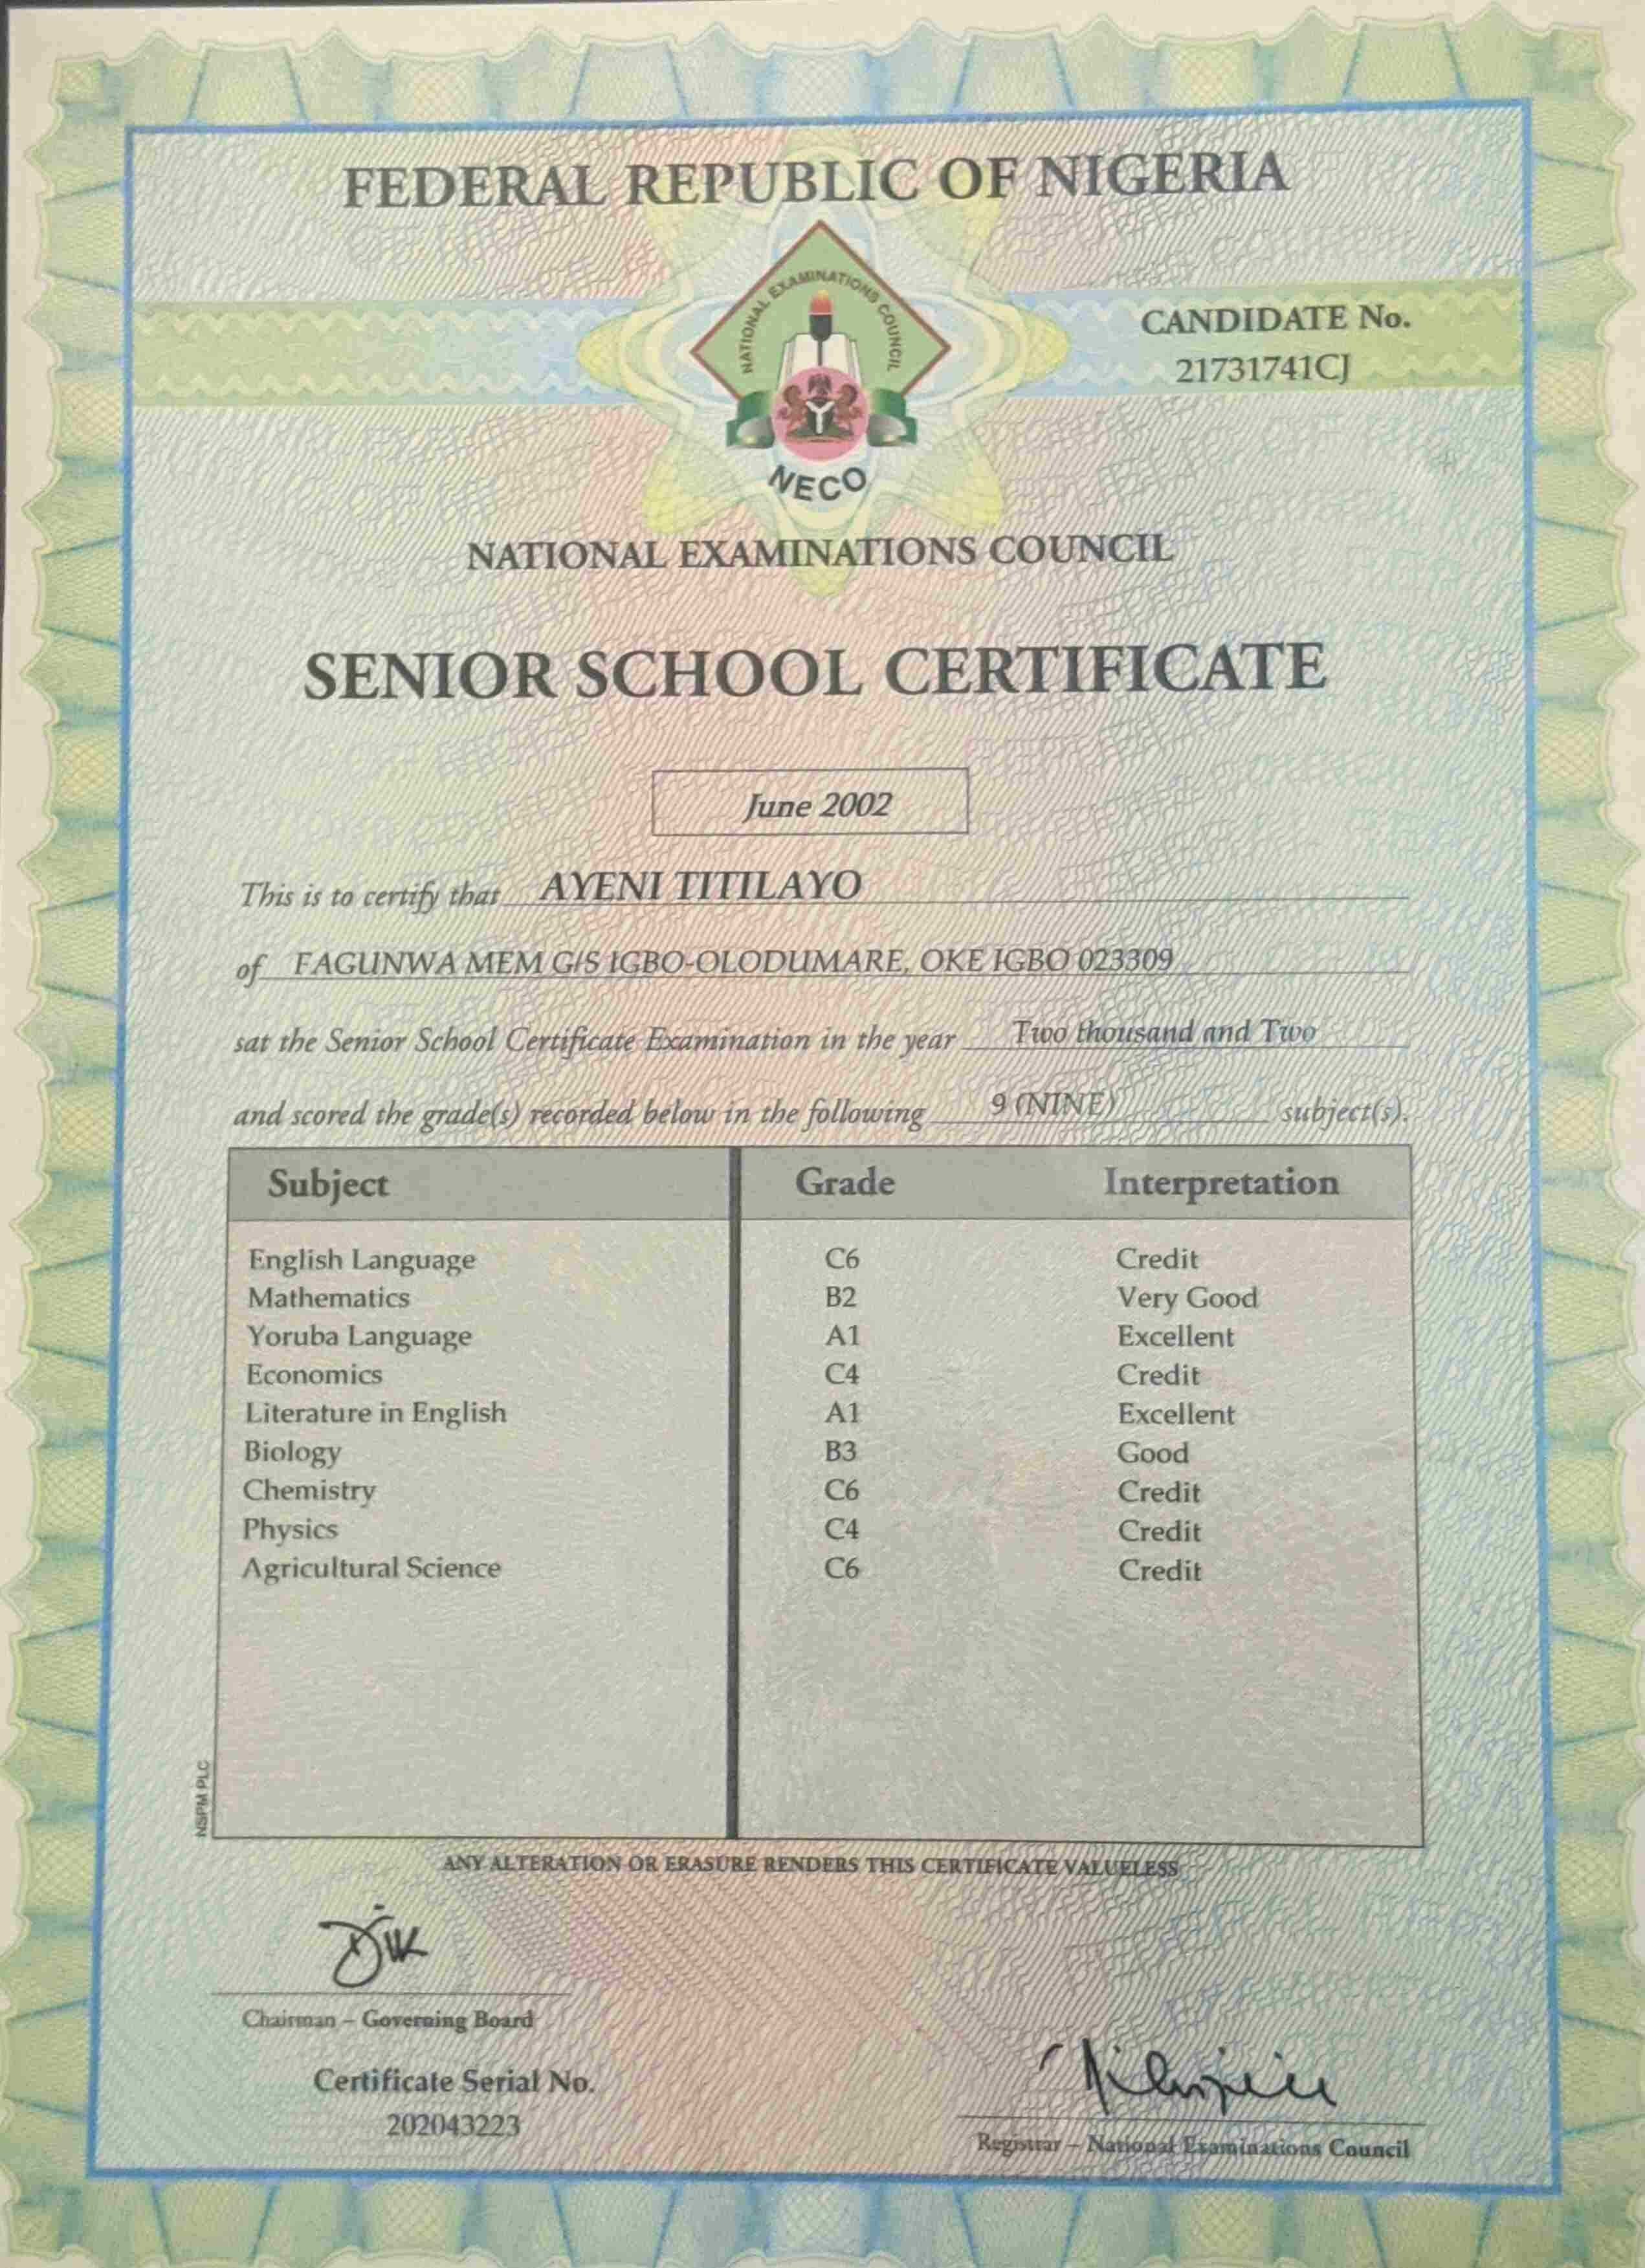 FEDERAL REPUBLIC OF NIGERIA
NATIONAL EXAMINATIONS COUNCIL
NECO
CANDIDATE No.
21731741CJ
NATIONAL EXAMINATIONS COUNCIL
SENIOR SCHOOL CERTIFICATE
June 2002
This is to certify that AYENI TITILAYO
of FAGUNWA MEM G/S IGBO-OLODUMARE, OKE IGBO 023309
sat the Senior School Certificate Examination in the year Two thousand and Two
and scored the grade(s) recorded below in the following 9 (NINE) subject(s).
Subject Grade Interpretation
English Language C6 Credit
Mathematics B2 Very Good
Yoruba Language A1 Excellent
Economics C4 Credit
Literature in English A1 Excellent
Biology B3 Good
Chemistry C6 Credit
Physics C4 Credit
Agricultural Science C6 Credit
NSPM PLC
ANY ALTERATION OR ERASURE RENDERS THIS CERTIFICATE VALUELESS
Chairman – Governing Board
Certificate Serial No.
202043223
Registrar – National Examinations Council